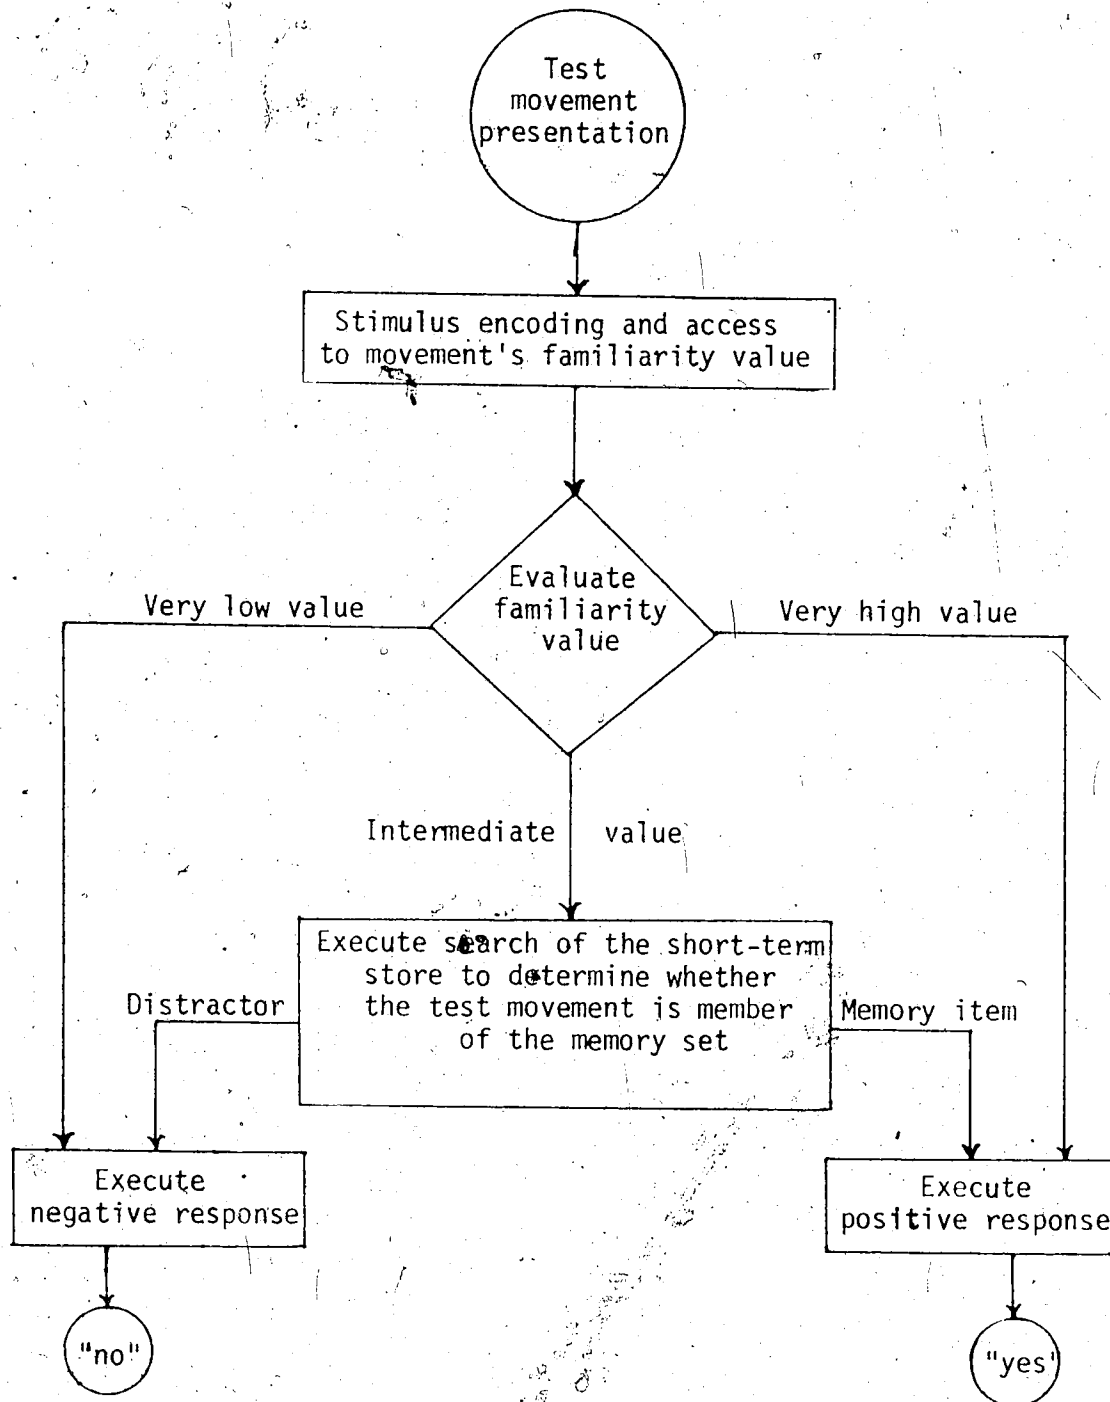 Test
movement
presentation
Stimulus encoding and access
to movement's familiarity value
Evaluate
familiarity
value
Very low value
Very high value
Intermediate value
Execute search of the short-term
store to determine whether
the test movement is member
of the memory set
Distractor
Memory item
Execute
negative response
Execute
positive response
"no"
"yes'